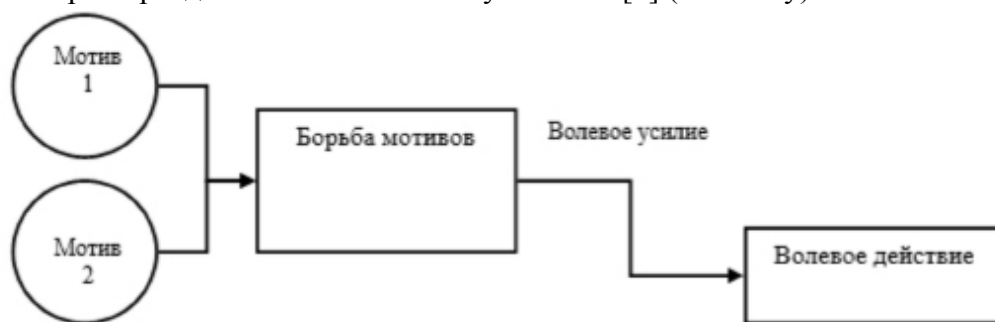 Мотив
1
Борьба мотивов
Волевое усилие
Мотив
2
Волевое действие